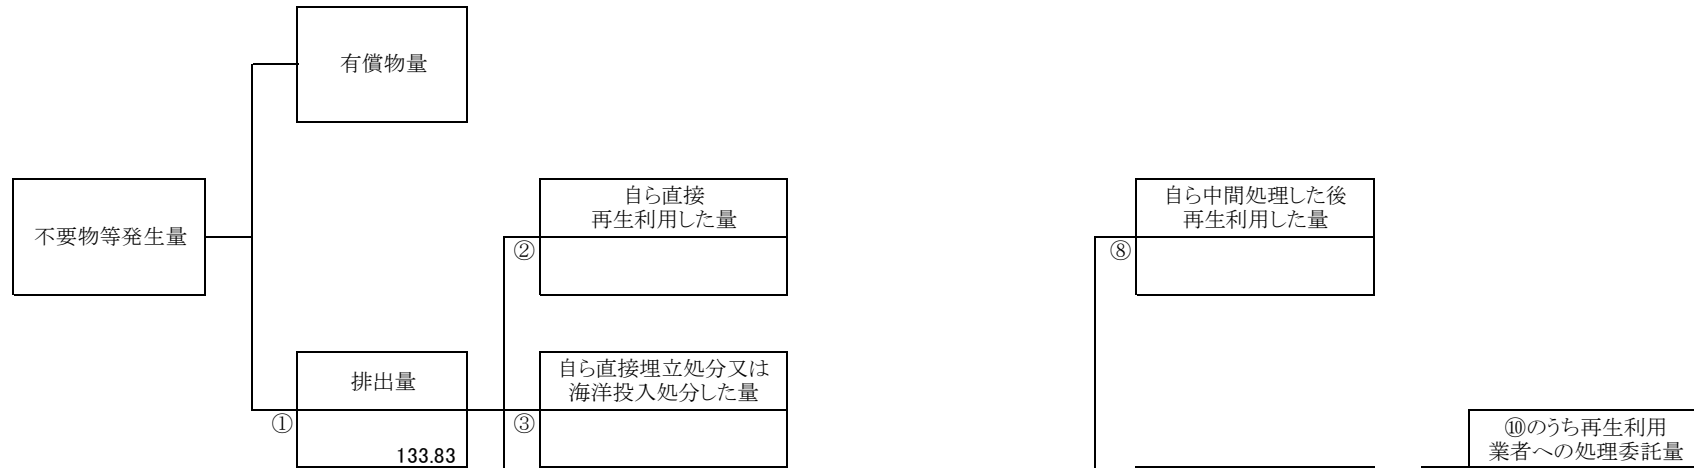 有償物量
不要物等発生量
自ら直接
再生利用した量
②
自ら中間処理した後
再生利用した量
⑧
排出量
①
133.83
自ら直接埋立処分又は
海洋投入処分した量
③
⑩のうち再生利用
業者への処理委託量